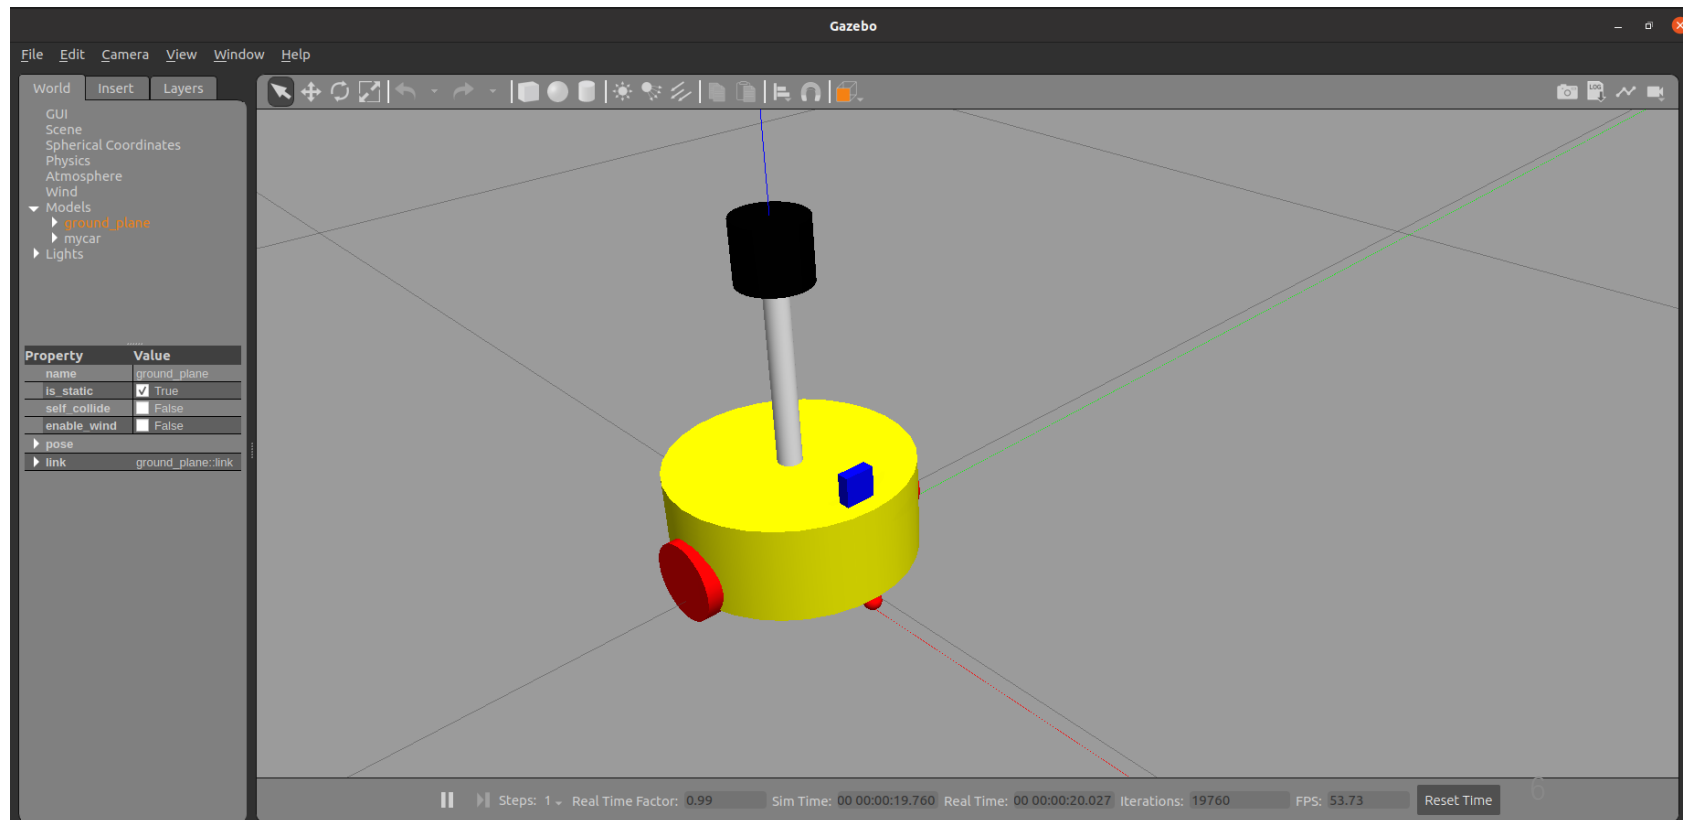 Gazebo
File Edit Camera View Window Help
World Insert Layers
LOG
GUI
Scene
Spherical Coordinates
Physics
Atmosphere
Wind
Models
ground_plane
mycar
Lights
Property Value
name ground_plane
is_static True
self_collide False
enable_wind False
pose
link ground_plane::link
Steps: 1 Real Time Factor: 0.99 Sim Time: 00 00:00:19.760 Real Time: 00 00:00:20.027 Iterations: 19760 FPS: 53.73 Reset Time
6